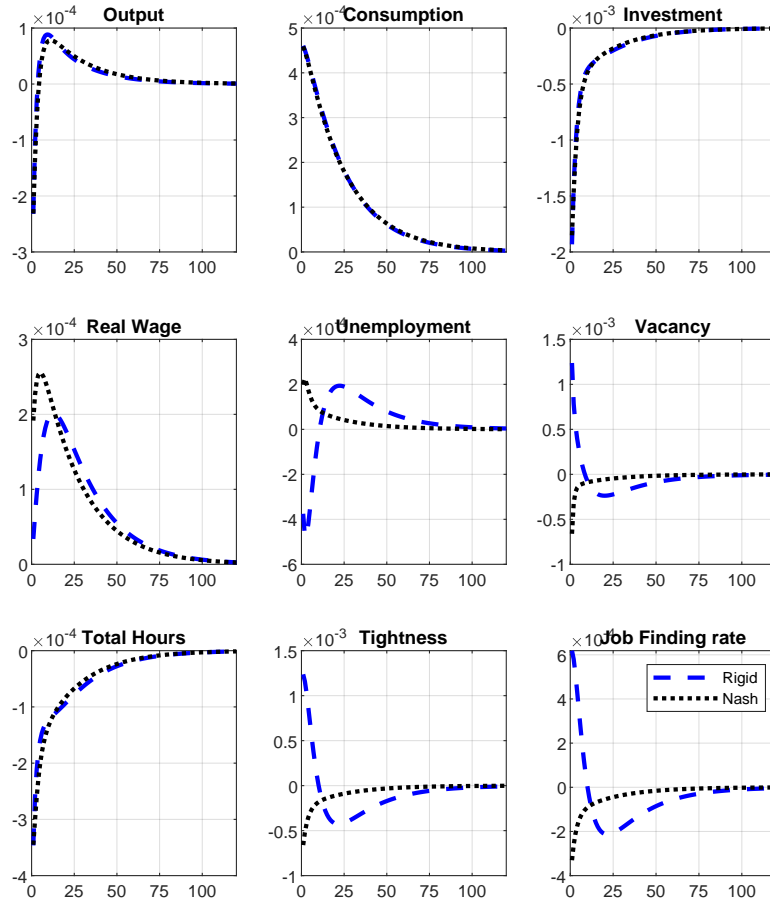 ×10-4 Output
1
0
-1
-2
-3
0 25 50 75 100
×10-4 Consumption
5
4
3
2
1
0
0 25 50 75 100
×10-3 Investment
0
-0.5
-1
-1.5
-2
0 25 50 75 100
×10-4 Real Wage
3
2
1
0
0 25 50 75 100
×10-4 Unemployment
4
2
0
-2
-4
-6
0 25 50 75 100
×10-3 Vacancy
1.5
1
0.5
0
-0.5
-1
0 25 50 75 100
×10-4 Total Hours
0
-1
-2
-3
-4
0 25 50 75 100
×10-3 Tightness
1.5
1
0.5
0
-0.5
-1
0 25 50 75 100
×10-4 Job Finding rate
6
4
2
0
-2
-4
0 25 50 75 100
Rigid
Nash